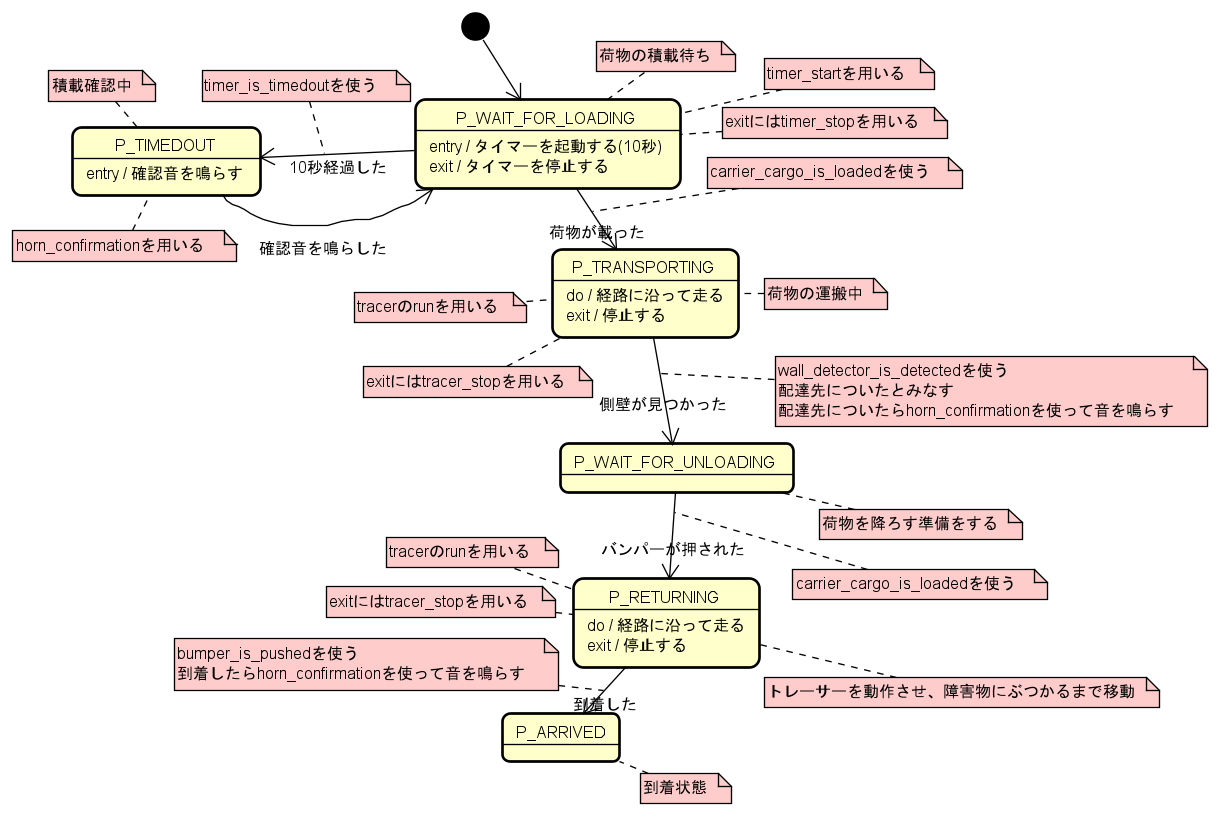 荷物の積載待ち
積載確認中
timer_is_timedoutを使う
timer_startを用いる
P_WAIT_FOR_LOADING
entry / タイマーを起動する(10秒)
exit / タイマーを停止する
exitにはtimer_stopを用いる
P_TIMEDOUT
entry / 確認音を鳴らす
10秒経過した
carrier_cargo_is_loadedを使う
horn_confirmationを用いる
確認音を鳴らした
荷物が載った
P_TRANSPORTING
do / 経路に沿って走る
exit / 停止する
荷物の運搬中
tracerのrunを用いる
exitにはtracer_stopを用いる
wall_detector_is_detectedを使う
配達先についたとみなす
配達先についたらhorn_confirmationを使って音を鳴らす
側壁が見つかった
P_WAIT_FOR_UNLOADING
荷物を降ろす準備をする
バンパーが押された
tracerのrunを用いる
carrier_cargo_is_loadedを使う
exitにはtracer_stopを用いる
P_RETURNING
do / 経路に沿って走る
exit / 停止する
bumper_is_pushedを使う
到着したらhorn_confirmationを使って音を鳴らす
トレーサーを動作させ、障害物にぶつかるまで移動
到着した
P_ARRIVED
到着状態